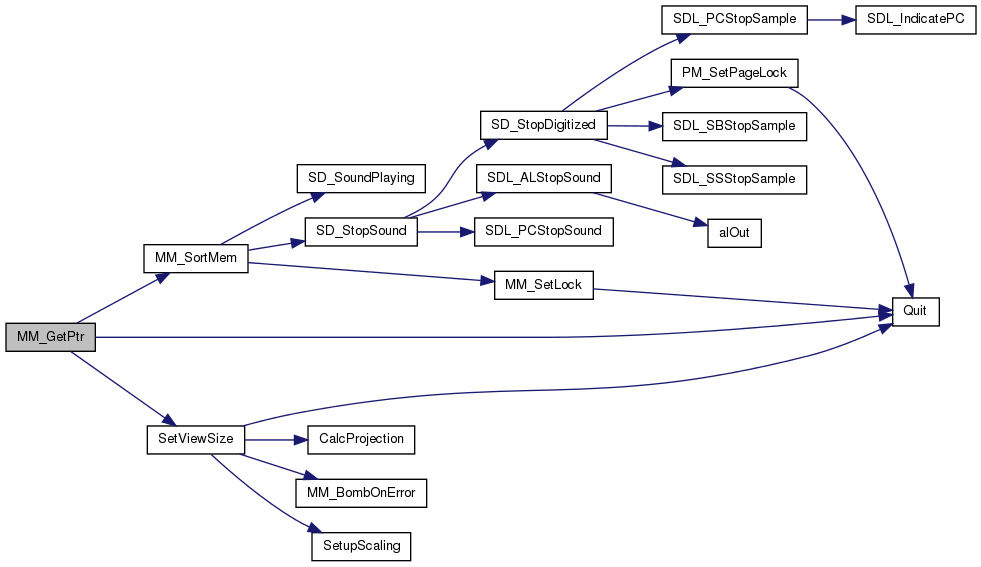 SDL_PCStopSample
SDL_IndicatePC
PM_SetPageLock
SD_StopDigitized
SDL_SBStopSample
SD_SoundPlaying
SDL_ALStopSound
SDL_SSStopSample
SD_StopSound
SDL_PCStopSound
alOut
MM_SortMem
MM_SetLock
Quit
MM_GetPtr
SetViewSize
CalcProjection
MM_BombOnError
SetupScaling